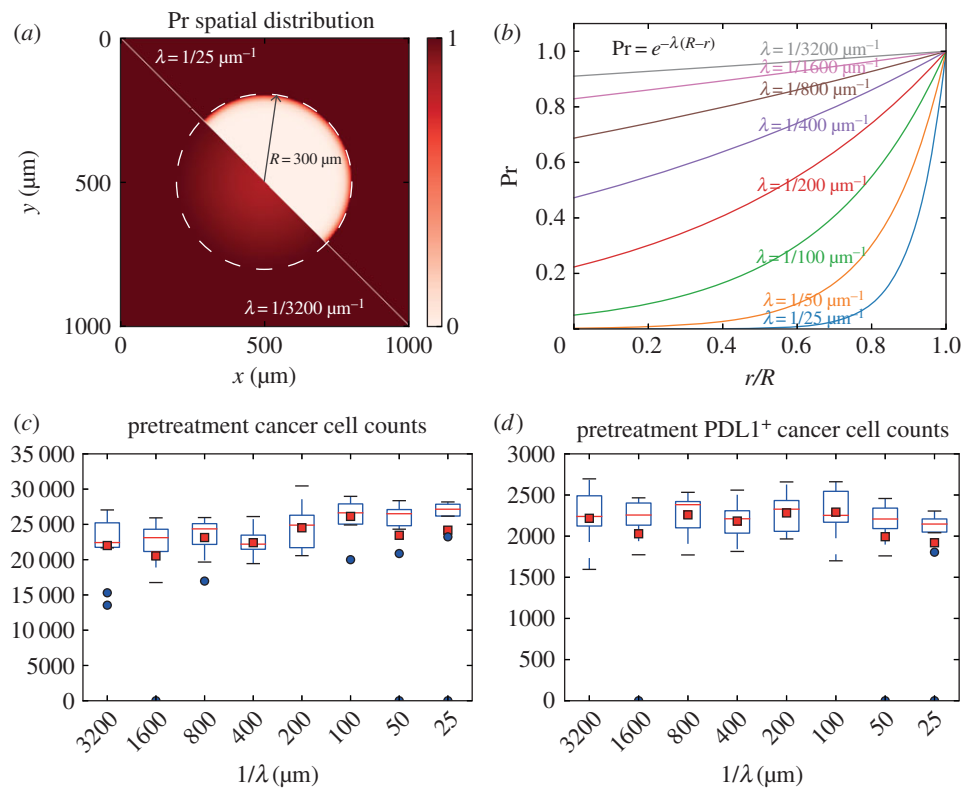 (a) Pr spatial distribution
0
500
1000
y (μm)
λ = 1/25 μm⁻¹
R = 300 μm
λ = 1/3200 μm⁻¹
0 500 1000
x (μm)
1
0
(b)
Pr = e^{−λ(R−r)}
λ = 1/3200 μm⁻¹
λ = 1/1600 μm⁻¹
λ = 1/800 μm⁻¹
λ = 1/400 μm⁻¹
λ = 1/200 μm⁻¹
λ = 1/100 μm⁻¹
λ = 1/50 μm⁻¹
λ = 1/25 μm⁻¹
1.0
0.8
0.6
0.4
0.2
Pr
0 0.2 0.4 0.6 0.8 1.0
r/R
(c) pretreatment cancer cell counts
35 000
30 000
25 000
20 000
15 000
10 000
5000
0
3200 1600 800 400 200 100 50 25
1/λ (μm)
(d) pretreatment PDL1⁺ cancer cell counts
3000
2500
2000
1500
1000
500
0
3200 1600 800 400 200 100 50 25
1/λ (μm)